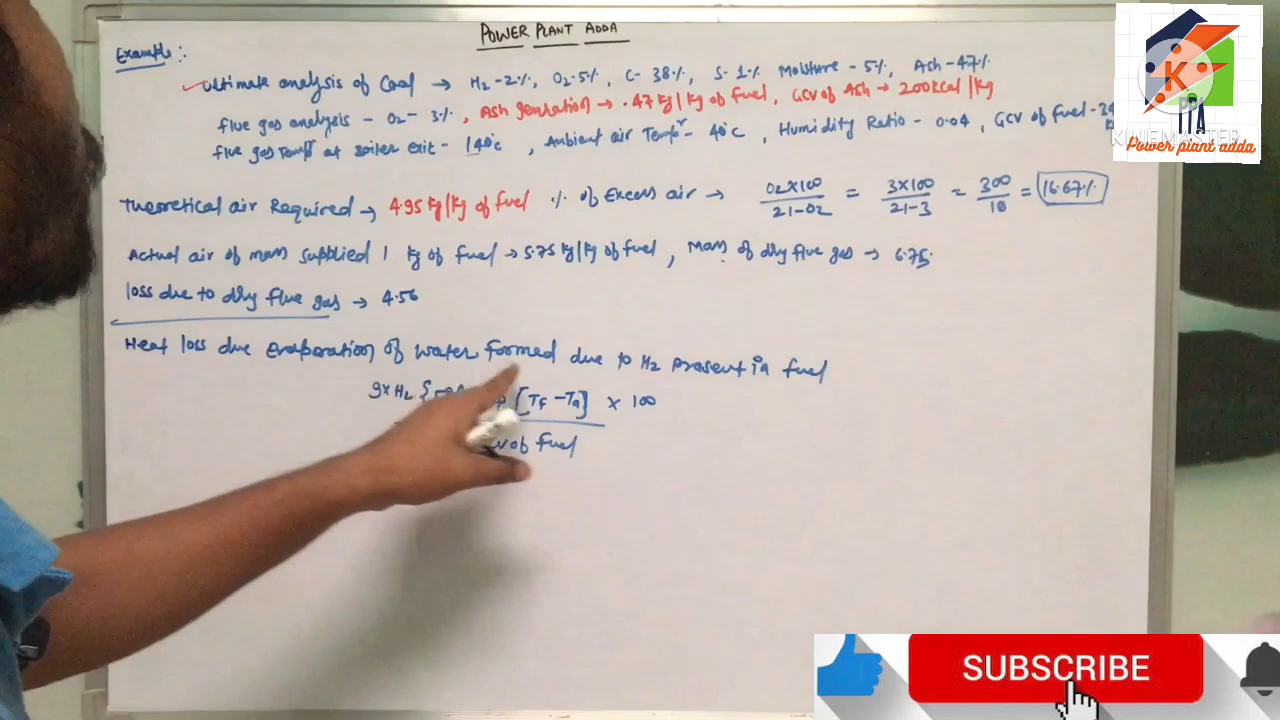 POWER PLANT ADDA
Example:
Ultimate analysis of Coal → H2-2%, O2-5%, C-38%, S-1% Moisture-5%, Ash-47%
flue gas analysis - O2- 3%, Ash genration → .47 Kg/Kg of fuel, GCV of Ash → 200 Kcal/Kg
flue gas Tempr at Boiler exit - 140°c, Ambient air Tempr - 40°c, Humidity Ratio - 0.04, GCV of Fuel-
Theoretical air Required → 4.95 Kg/Kg of fuel % of Excess air → O2×100/21-O2 = 3×100/21-3 = 300/18 = 16.67%
Actual air of mass supplied 1 Kg of fuel → 5.75 Kg/Kg of fuel, Mass of dry flue gas → 6.75.
loss due to dry flue gas → 4.56
Heat loss due Evaporation of water formed due to H2 present in fuel
9×H2 { [Tf - Ta] × 100
of fuel
K
PPA
Power plant adda
SUBSCRIBE